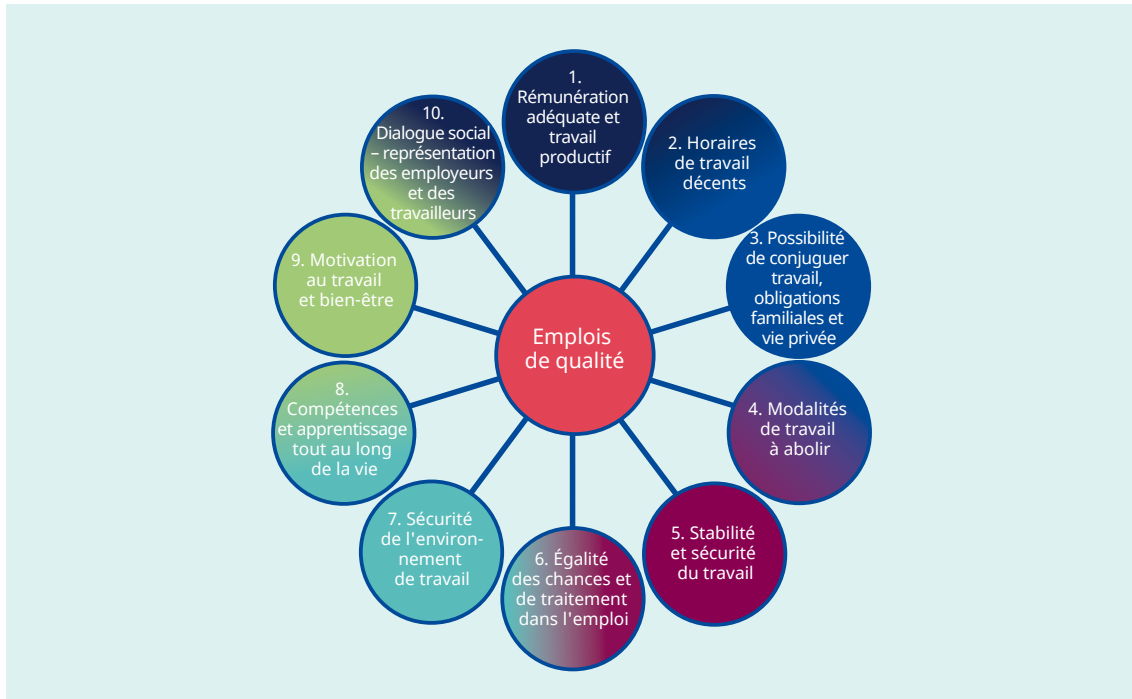 Emplois
de qualité
1.
Rémunération
adéquate et
travail
productif
2. Horaires
de travail
décents
3. Possibilité
de conjuguer
travail,
obligations
familiales et
vie privée
4. Modalités
de travail
à abolir
5. Stabilité
et sécurité
du travail
6. Égalité
des chances et
de traitement
dans l'emploi
7. Sécurité
de l'environ-
nement
de travail
8.
Compétences
et apprentissage
tout au long
de la vie
9. Motivation
au travail
et bien-être
10.
Dialogue social
– représentation
des employeurs
et des
travailleurs